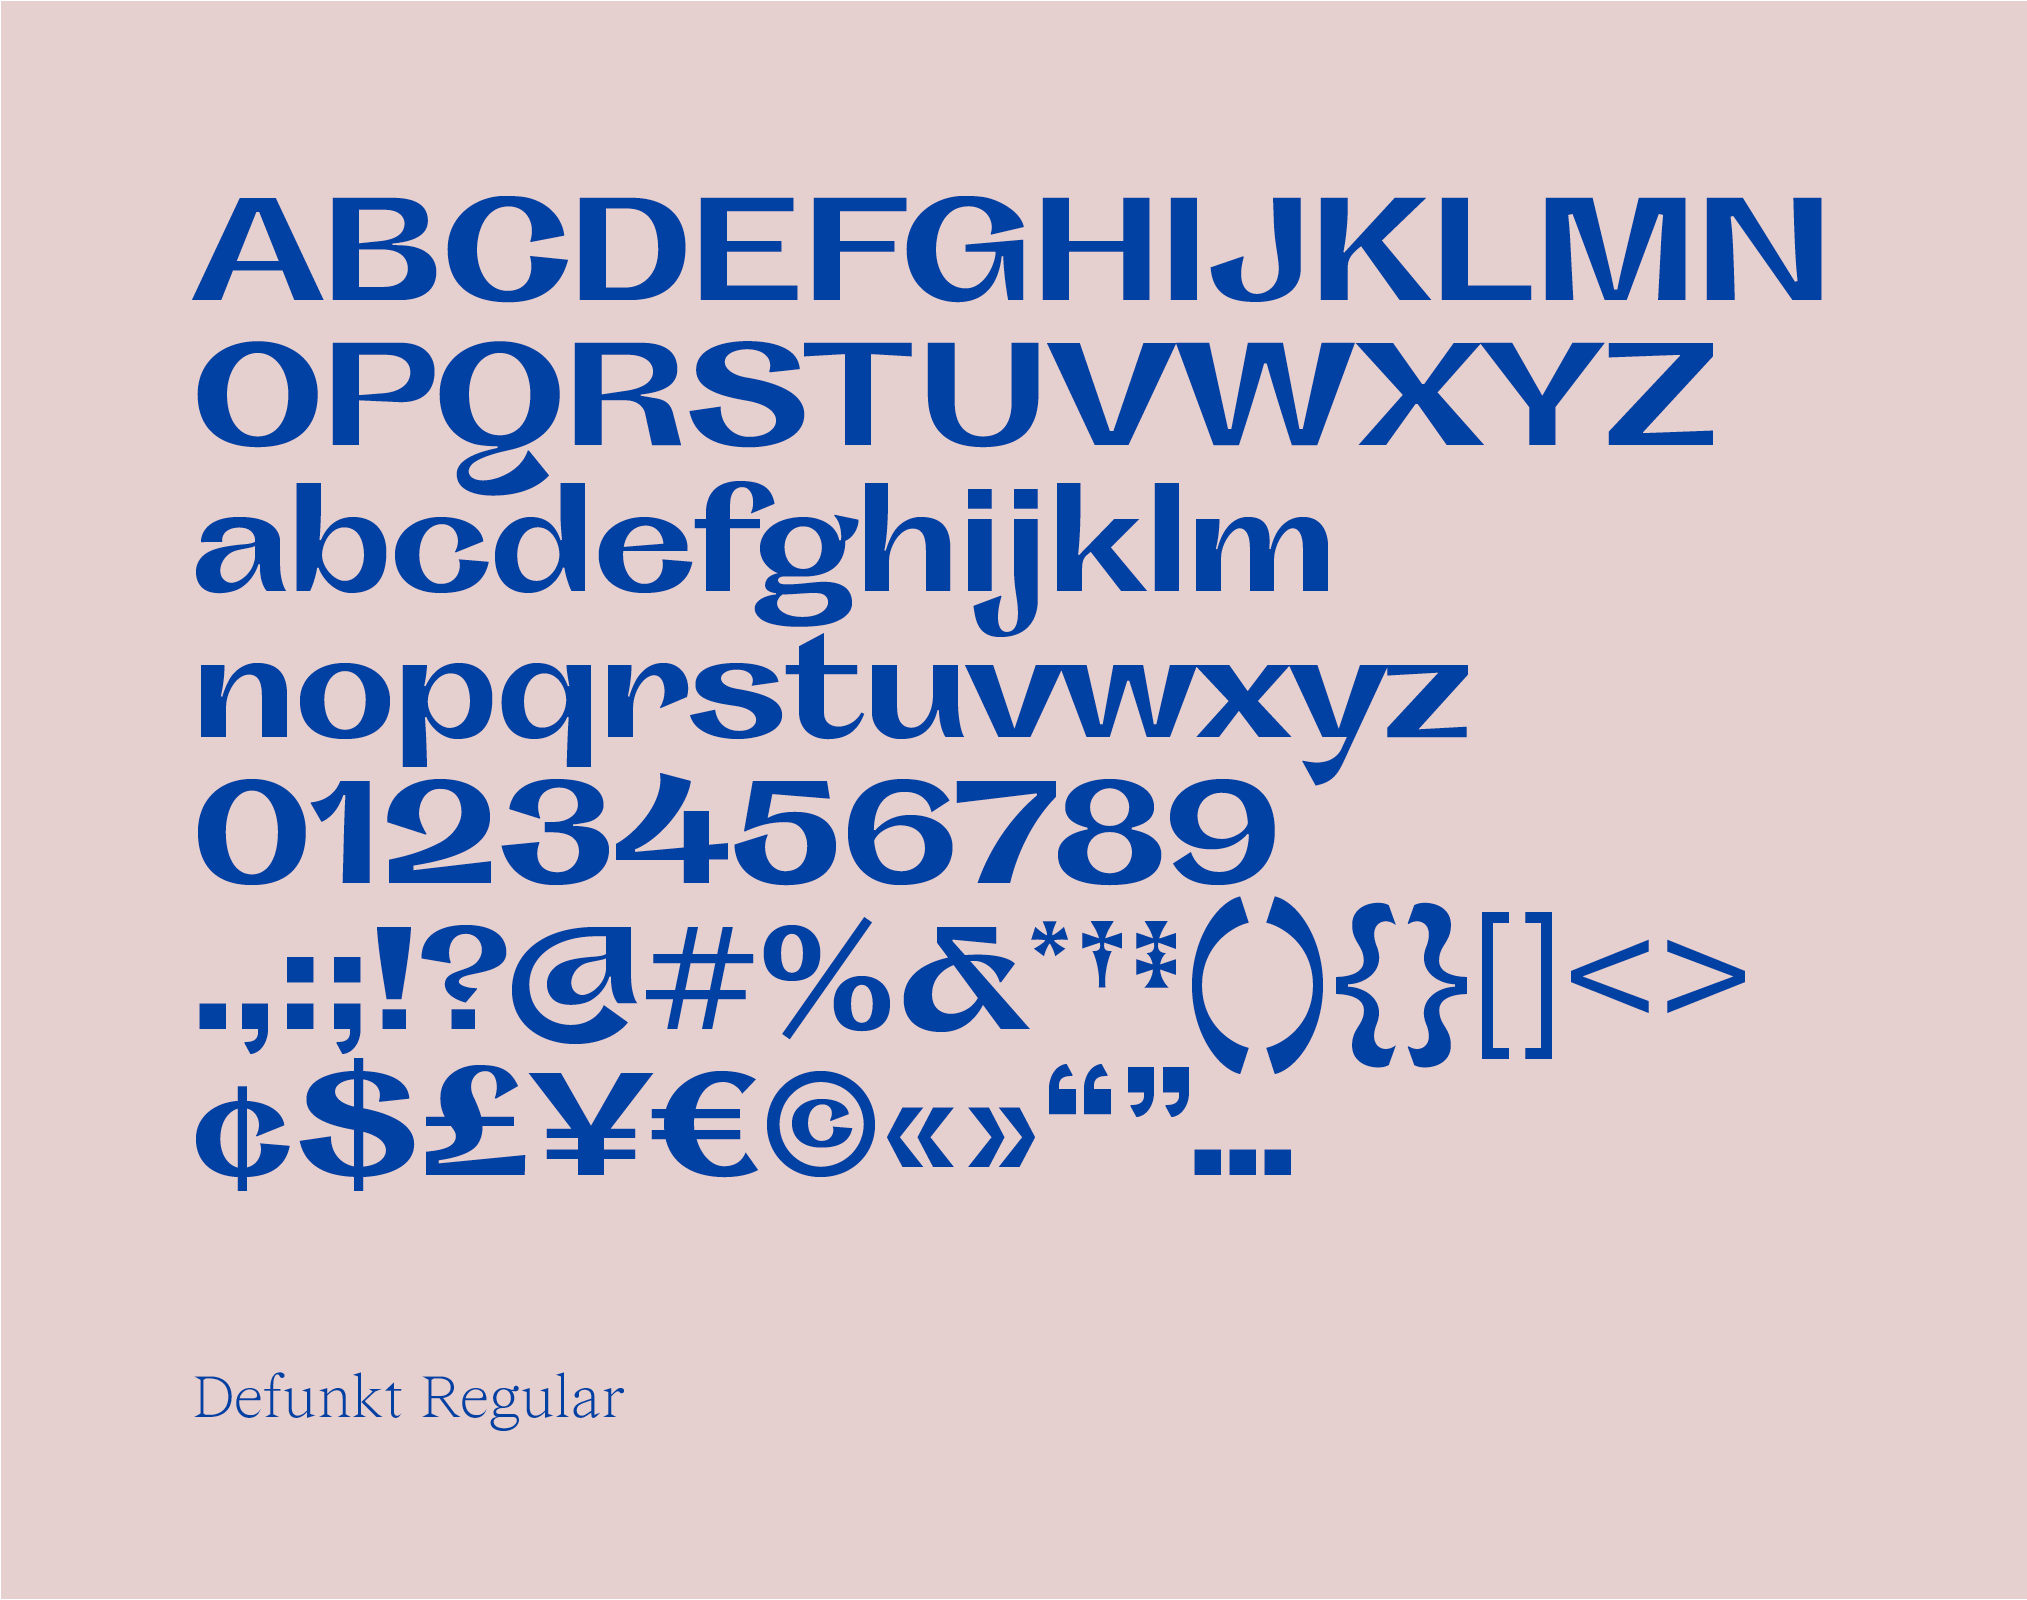 ABCDEFGHIJKLMN
OPQRSTUVWXYZ
abcdefghijklm
nopqrstuvwxyz
0123456789
.,:;!?@#%&*†‡(){}[]<>
¢$£¥€©«»“”…
Defunkt Regular